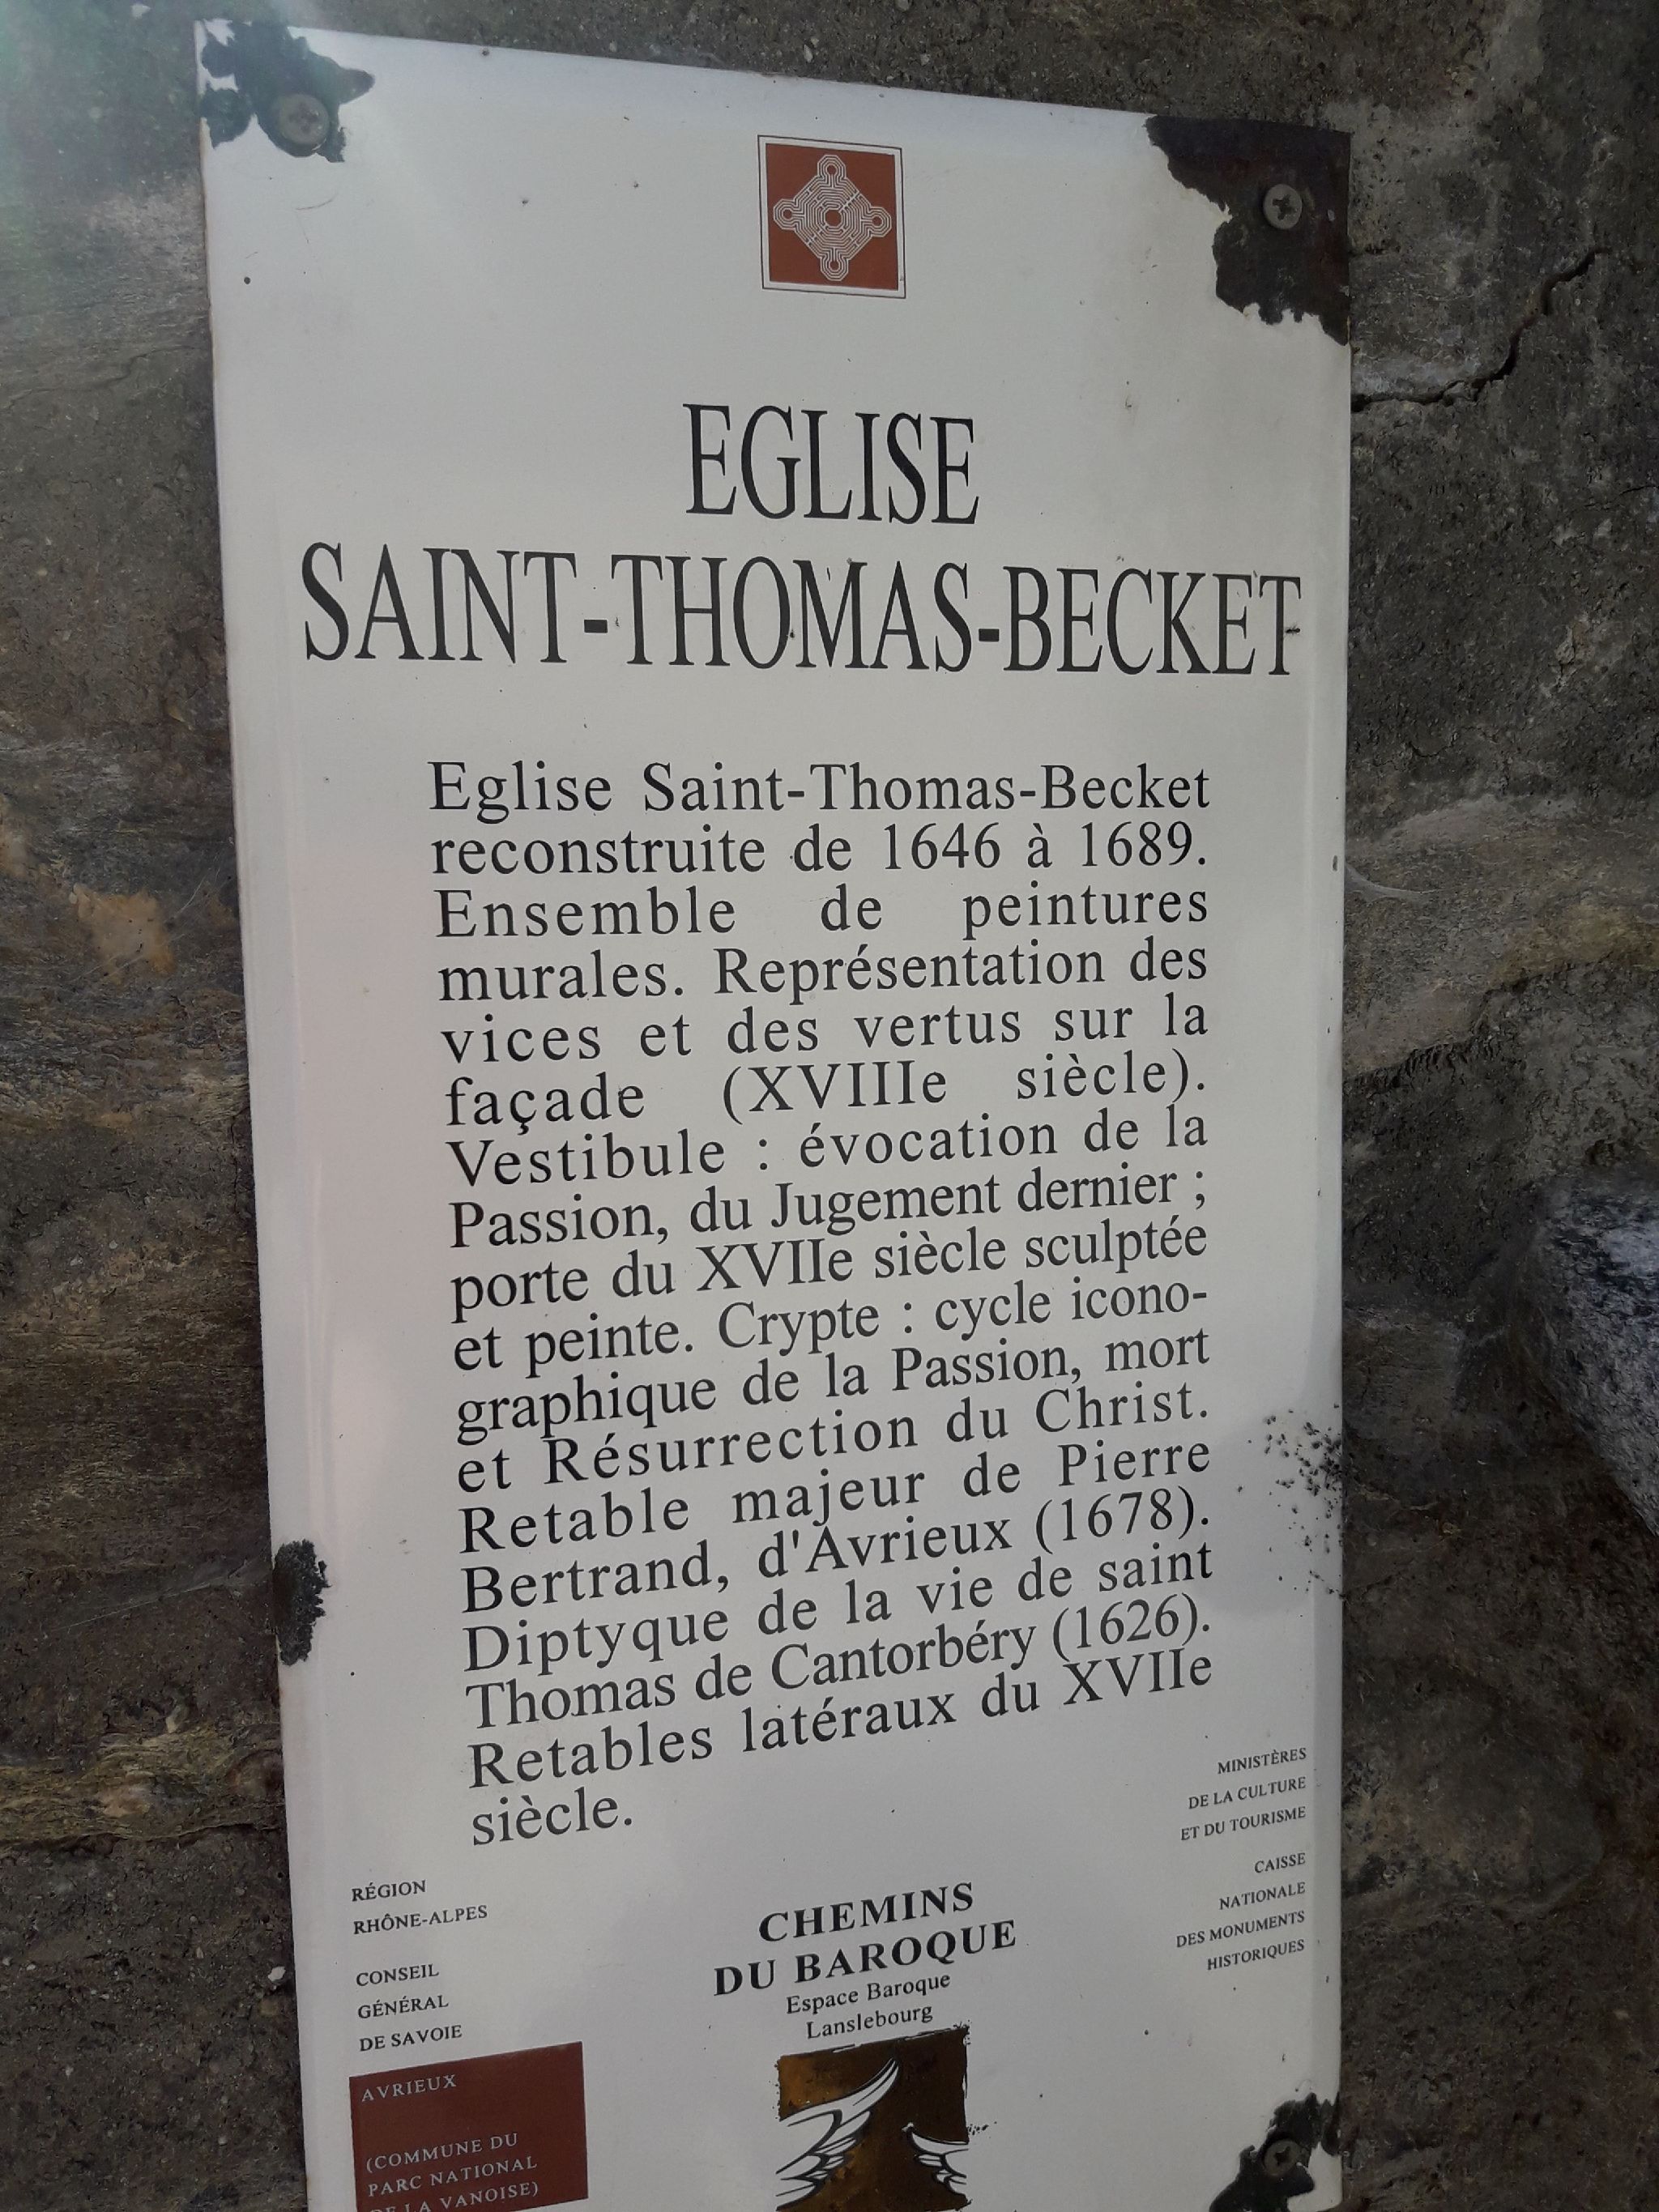 EGLISE
SAINT-THOMAS-BECKET
Eglise Saint-Thomas-Becket
reconstruite de 1646 à 1689.
Ensemble de peintures
murales. Représentation des
vices et des vertus sur la
façade (XVIIIe siècle).
Vestibule : évocation de la
Passion, du Jugement dernier ;
porte du XVIIe siècle sculptée
et peinte. Crypte : cycle icono-
graphique de la Passion, mort
et Résurrection du Christ.
Retable majeur de Pierre
Bertrand, d'Avrieux (1678).
Diptyque de la vie de saint
Thomas de Cantorbéry (1626).
Retables latéraux du XVIIe
siècle.
RÉGION
RHÔNE-ALPES
CONSEIL
GÉNÉRAL
DE SAVOIE
AVRIEUX
(COMMUNE DU
PARC NATIONAL
DE LA VANOISE)
CHEMINS
DU BAROQUE
Espace Baroque
Lanslebourg
MINISTÈRES
DE LA CULTURE
ET DU TOURISME
CAISSE
NATIONALE
DES MONUMENTS
HISTORIQUES